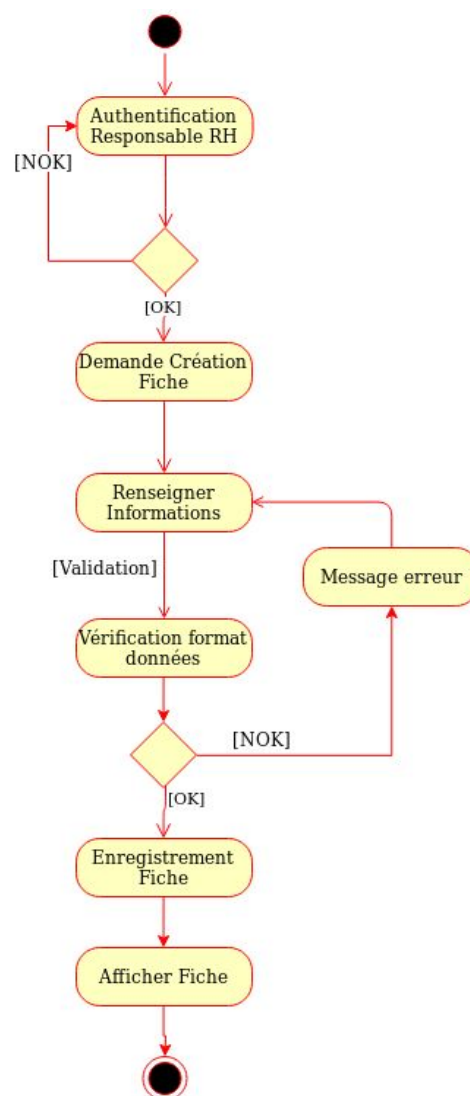 Authentification
Responsable RH
[NOK]
[OK]
Demande Création
Fiche
Renseigner
Informations
[Validation]
Message erreur
Vérification format
données
[NOK]
[OK]
Enregistrement
Fiche
Afficher Fiche